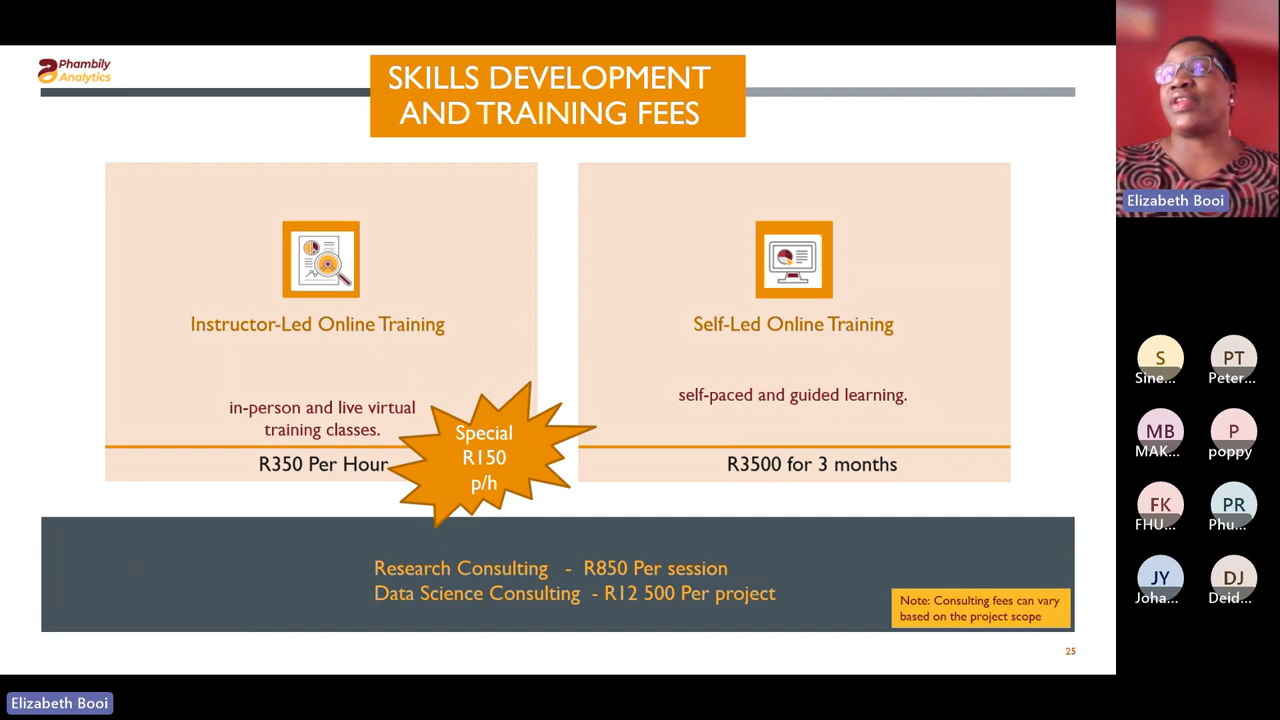 Phambily
Analytics
SKILLS DEVELOPMENT
AND TRAINING FEES
Instructor-Led Online Training
in-person and live virtual
training classes.
R350 Per Hour
Special
R150
p/h
Self-Led Online Training
self-paced and guided learning.
R3500 for 3 months
Research Consulting - R850 Per session
Data Science Consulting - R12 500 Per project
Note: Consulting fees can vary
based on the project scope
25
Elizabeth Booi
S
Sine...
PT
Peter...
MB
MAK...
P
poppy
FK
FHU...
PR
Phu...
JY
Joha...
DJ
Deid...
Elizabeth Booi